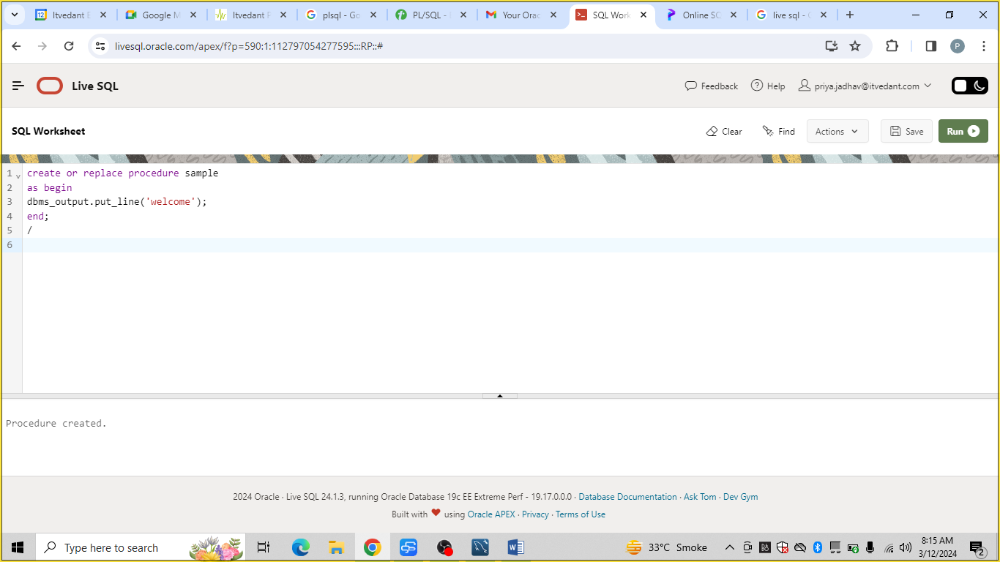 Itvedant E
Google M
Itvedant F
plsql - Go
PL/SQL -
Your Orac
SQL Work
Online SQ
live sql - G
livesql.oracle.com/apex/f?p=590:1:112797054277595:::RP::#
P
Live SQL
Feedback
Help
priya.jadhav@itvedant.com
SQL Worksheet
Clear
Find
Actions
Save
Run
1 create or replace procedure sample
2 as begin
3 dbms_output.put_line('welcome');
4 end;
5 /
6
Procedure created.
2024 Oracle · Live SQL 24.1.3, running Oracle Database 19c EE Extreme Perf - 19.17.0.0.0 · Database Documentation · Ask Tom · Dev Gym
Built with ❤ using Oracle APEX · Privacy · Terms of Use
Type here to search
33°C Smoke
8:15 AM
3/12/2024
2